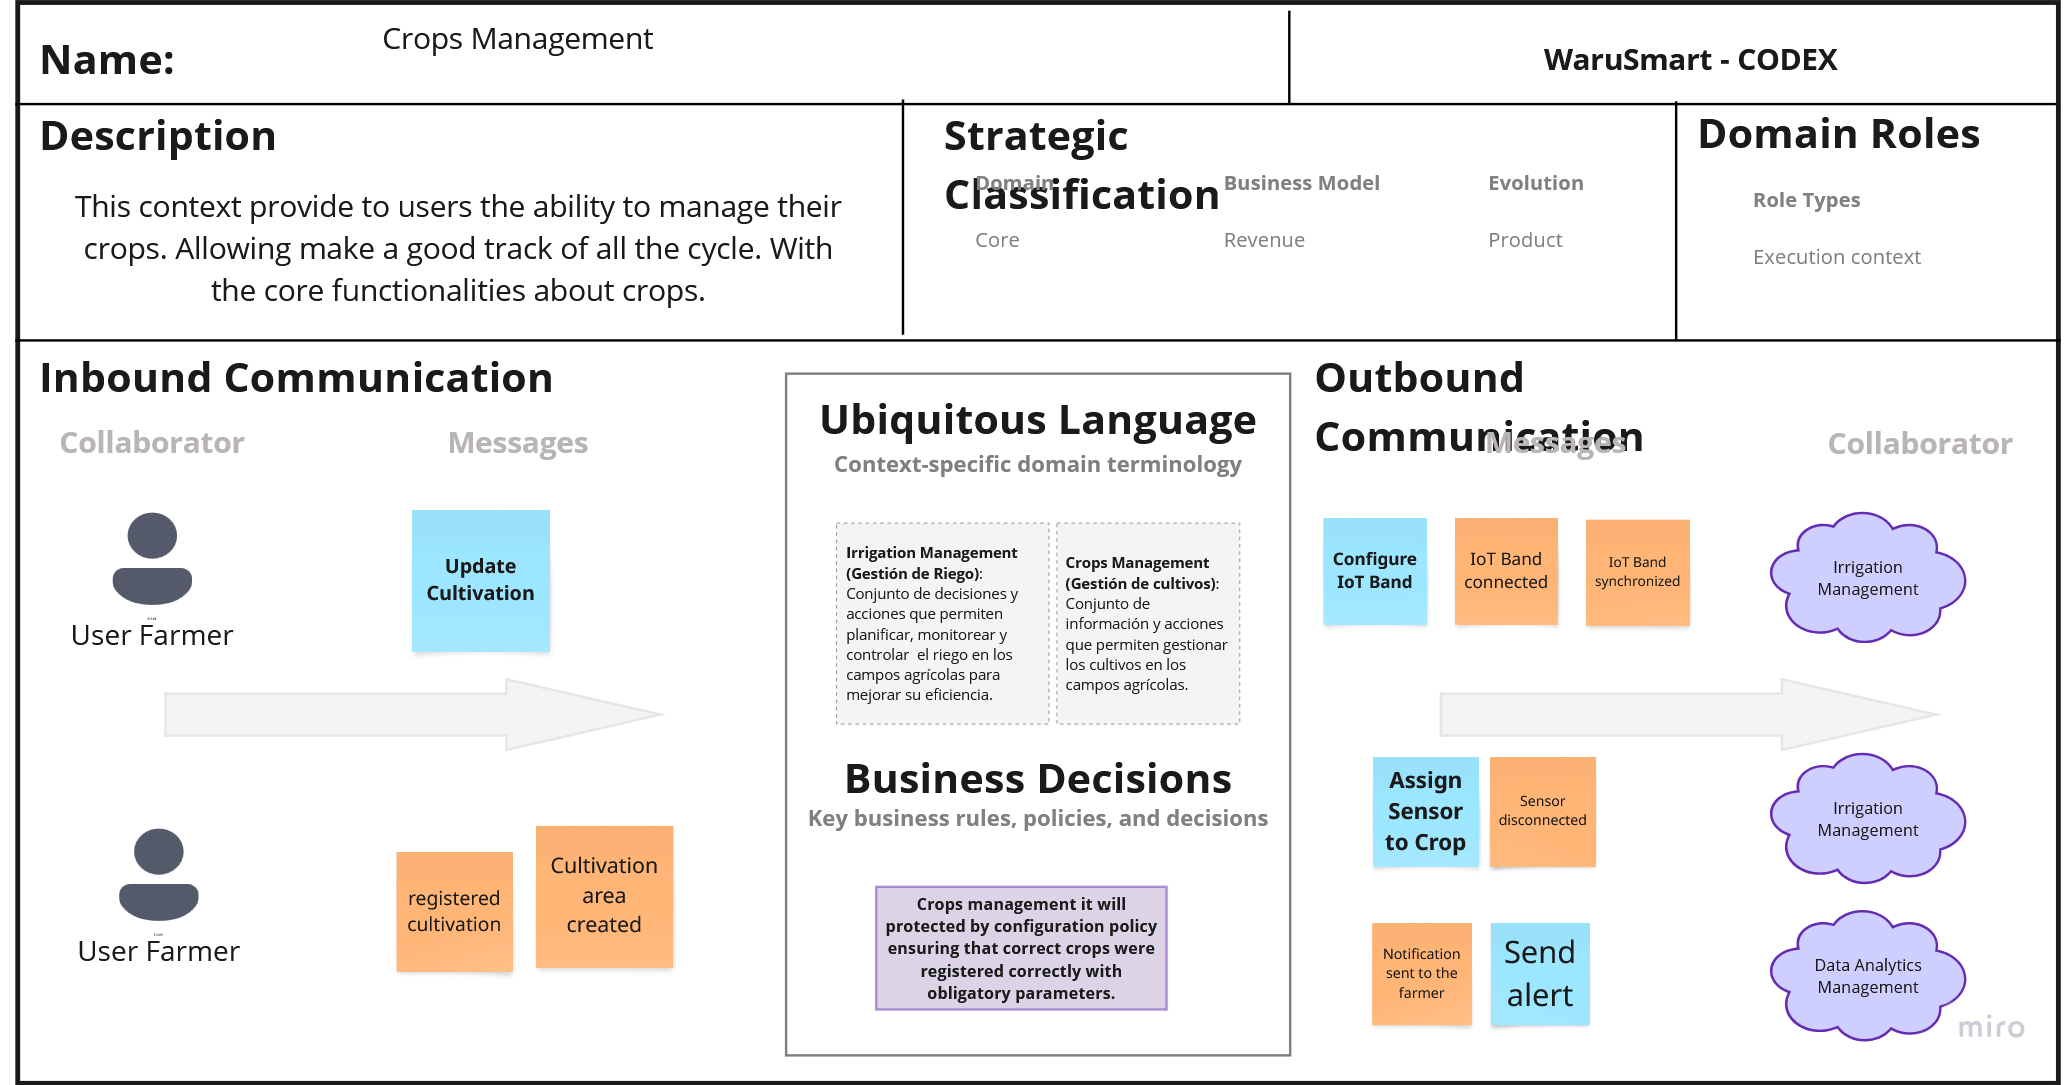 Name:
Crops Management
WaruSmart - CODEX
Description
This context provide to users the ability to manage their
crops. Allowing make a good track of all the cycle. With
the core functionalities about crops.
Strategic
Classification
Domain
Business Model
Evolution
Core
Revenue
Product
Domain Roles
Role Types
Execution context
Inbound Communication
Collaborator
Messages
User Farmer
Update
Cultivation
User Farmer
registered
cultivation
Cultivation
area
created
Ubiquitous Language
Context-specific domain terminology
Irrigation Management
(Gestión de Riego):
Conjunto de decisiones y
acciones que permiten
planificar, monitorear y
controlar el riego en los
campos agrícolas para
mejorar su eficiencia.
Crops Management
(Gestión de cultivos):
Conjunto de
información y acciones
que permiten gestionar
los cultivos en los
campos agrícolas.
Business Decisions
Key business rules, policies, and decisions
Crops management it will
protected by configuration policy
ensuring that correct crops were
registered correctly with
obligatory parameters.
Outbound
Communication
Messages
Collaborator
Configure
IoT Band
IoT Band
connected
IoT Band
synchronized
Irrigation
Management
Assign
Sensor
to Crop
Sensor
disconnected
Irrigation
Management
Notification
sent to the
farmer
Send
alert
Data Analytics
Management
miro